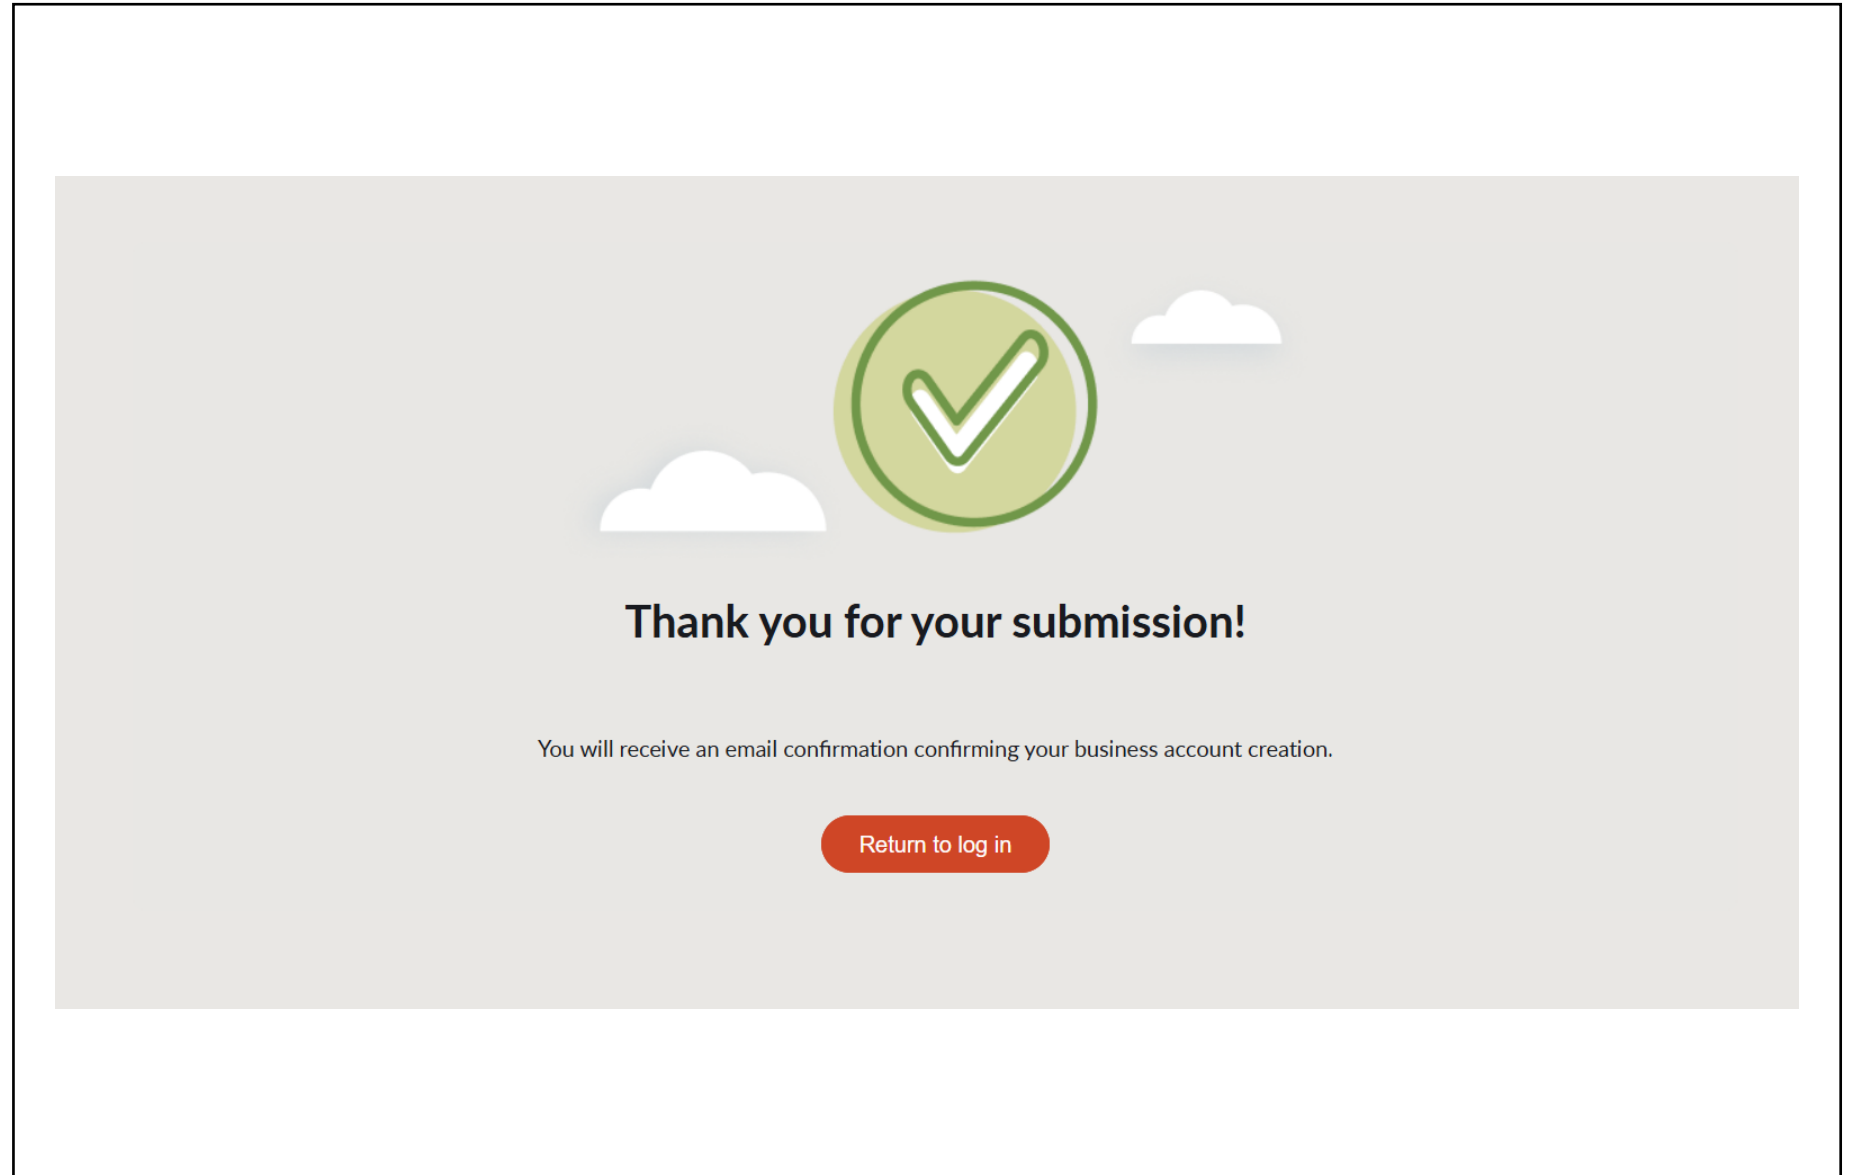 Thank you for your submission!
You will receive an email confirmation confirming your business account creation.
Return to log in